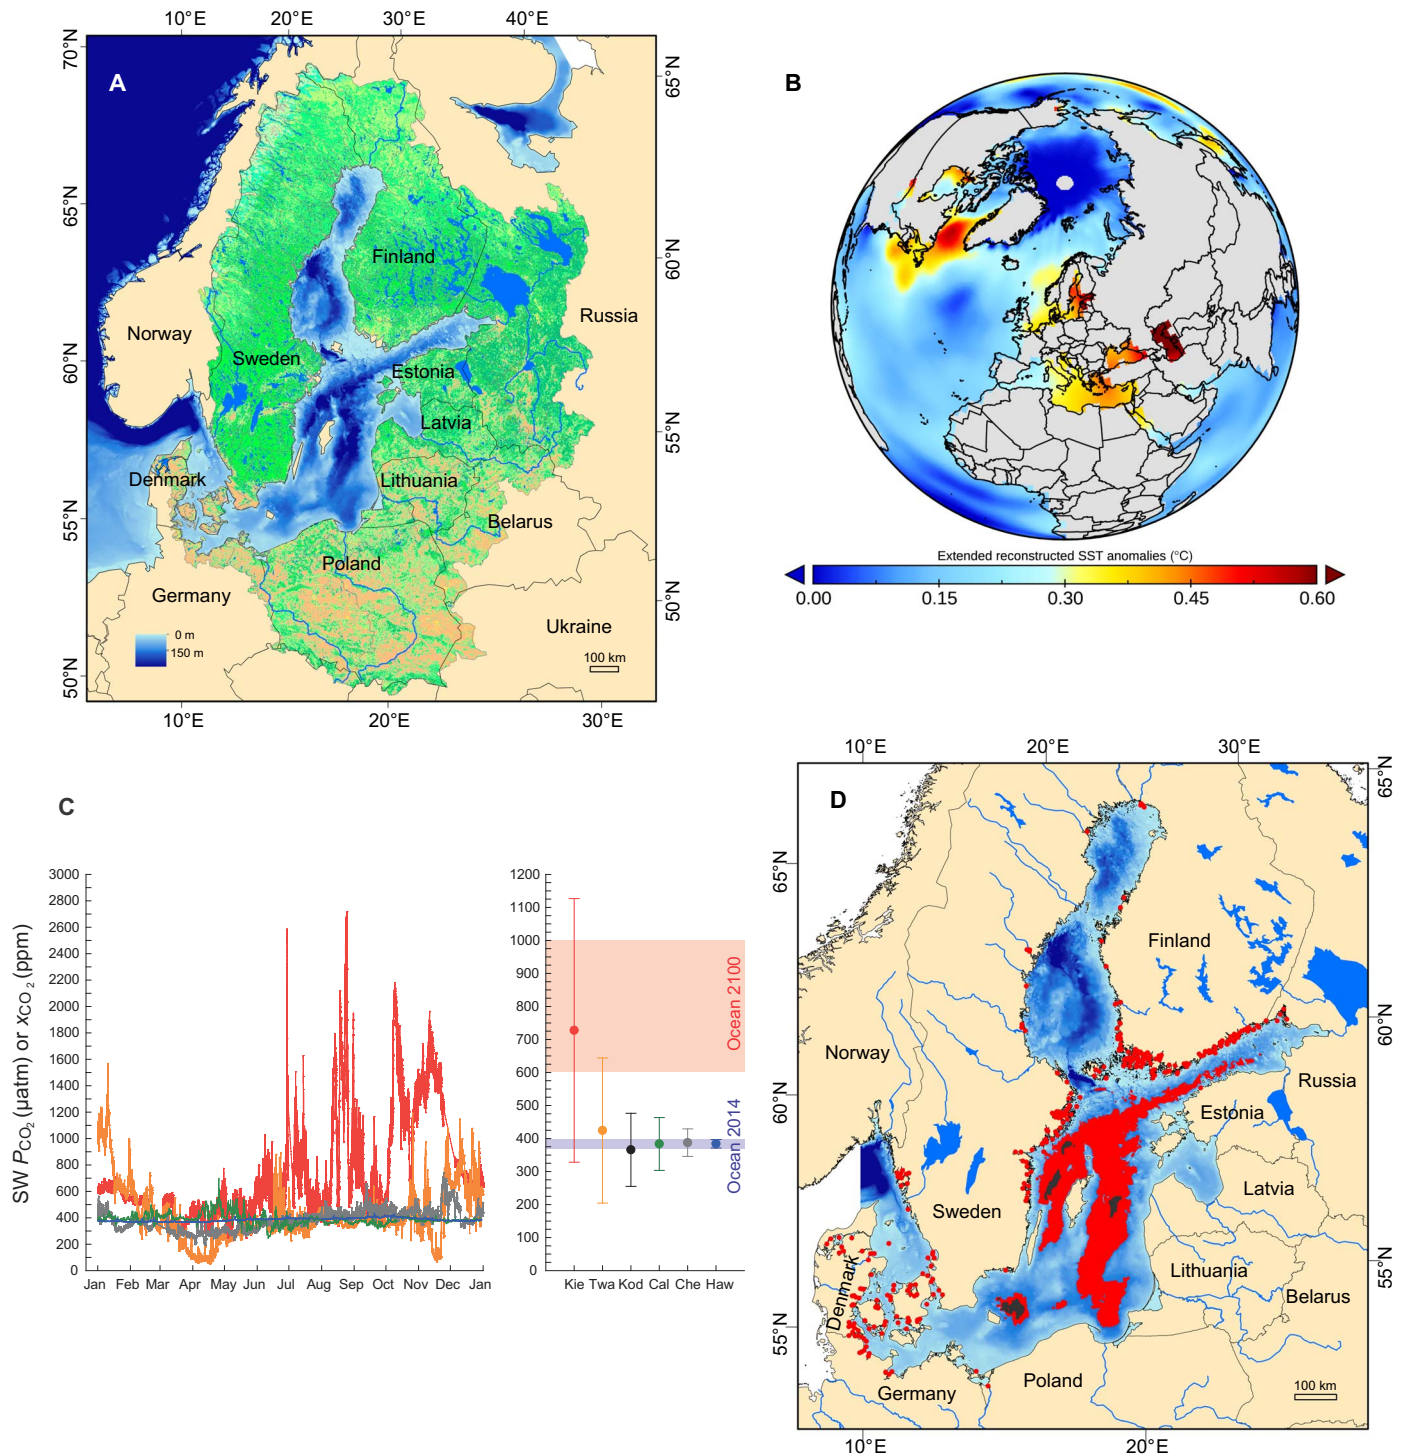 10°E 20°E 30°E 40°E
70°N
65°N
60°N
55°N
50°N
65°N
60°N
55°N
50°N
A
Finland
Russia
Norway
Sweden
Estonia
Latvia
Denmark
Lithuania
Belarus
Poland
Germany
Ukraine
0 m
150 m
100 km
10°E 20°E 30°E
B
Extended reconstructed SST anomalies (°C)
0.00 0.15 0.30 0.45 0.60
C
SW PCO2 (µatm) or xCO2 (ppm)
3000
2800
2600
2400
2200
2000
1800
1600
1400
1200
1000
800
600
400
200
0
Jan Feb Mar Apr May Jun Jul Aug Sep Oct Nov Dec Jan
1200
1100
1000
900
800
700
600
500
400
300
200
100
0
Ocean 2100
Ocean 2014
Kie Twa Kod Cal Che Haw
10°E 20°E 30°E
D
65°N
60°N
55°N
65°N
60°N
55°N
Finland
Norway
Russia
Estonia
Sweden
Latvia
Lithuania
Denmark
Belarus
Poland
Germany
100 km
10°E 20°E